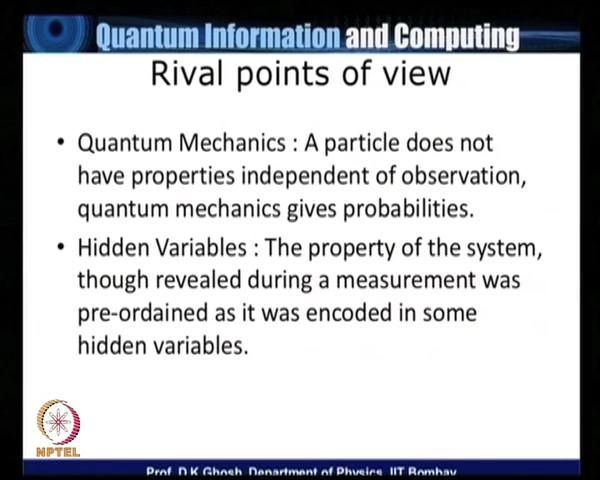 Quantum Information and Computing
Rival points of view
• Quantum Mechanics : A particle does not
have properties independent of observation,
quantum mechanics gives probabilities.
• Hidden Variables : The property of the system,
though revealed during a measurement was
pre-ordained as it was encoded in some
hidden variables.
NPTEL
Prof. D K Ghosh, Department of Physics, IIT Bombay